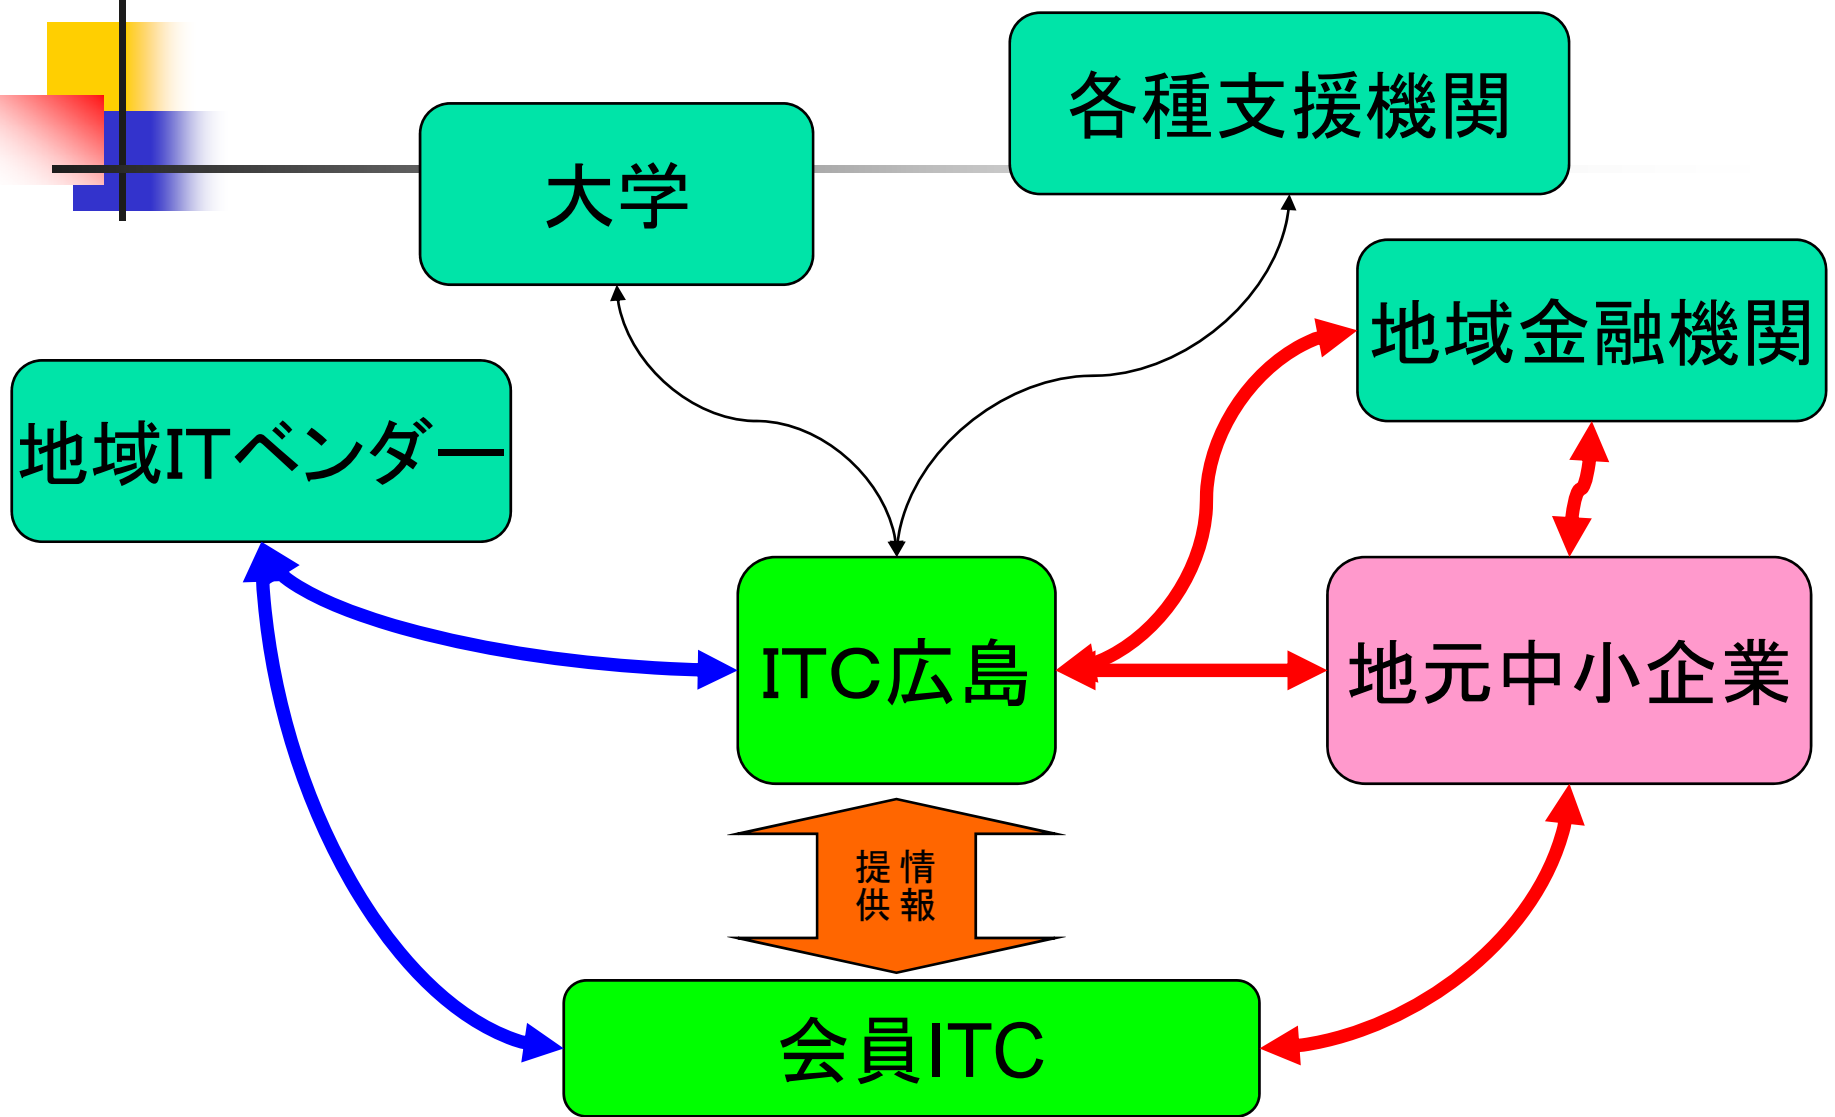 各種支援機関
大学
地域金融機関
地域ITベンダー
ITC広島
地元中小企業
情報
提供
会員ITC